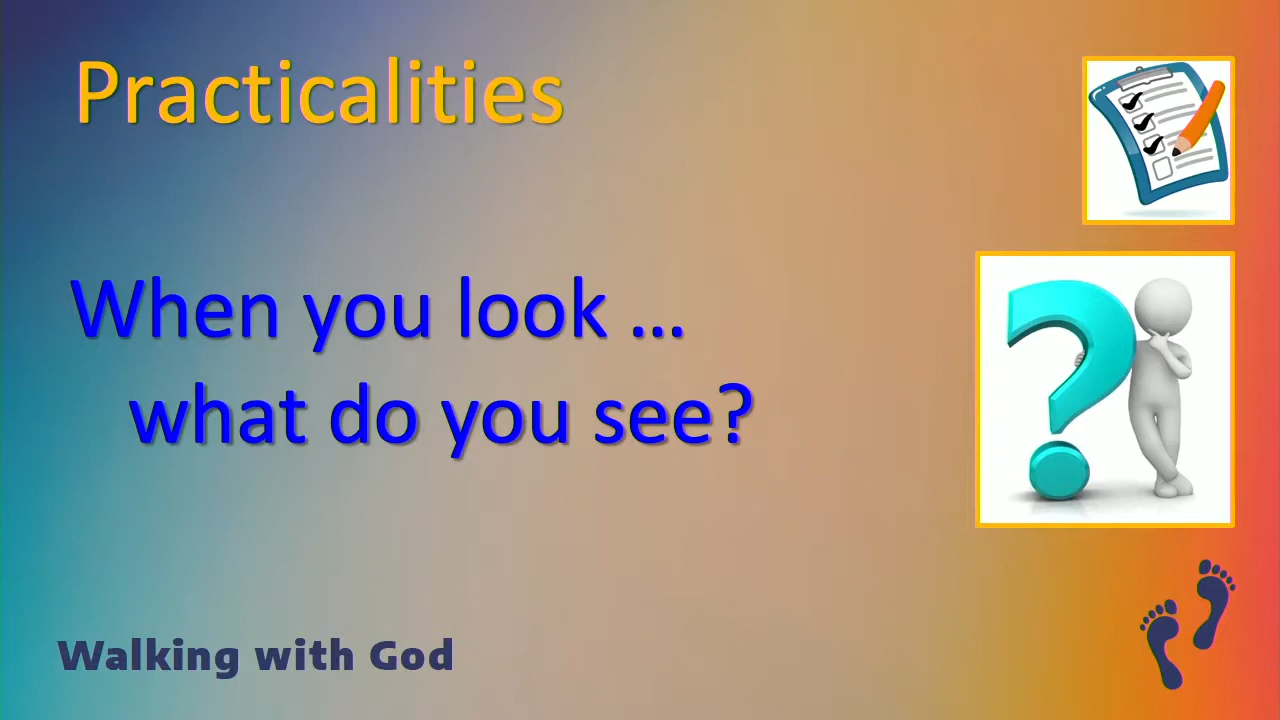 Practicalities
When you look ...
what do you see?
Walking with God